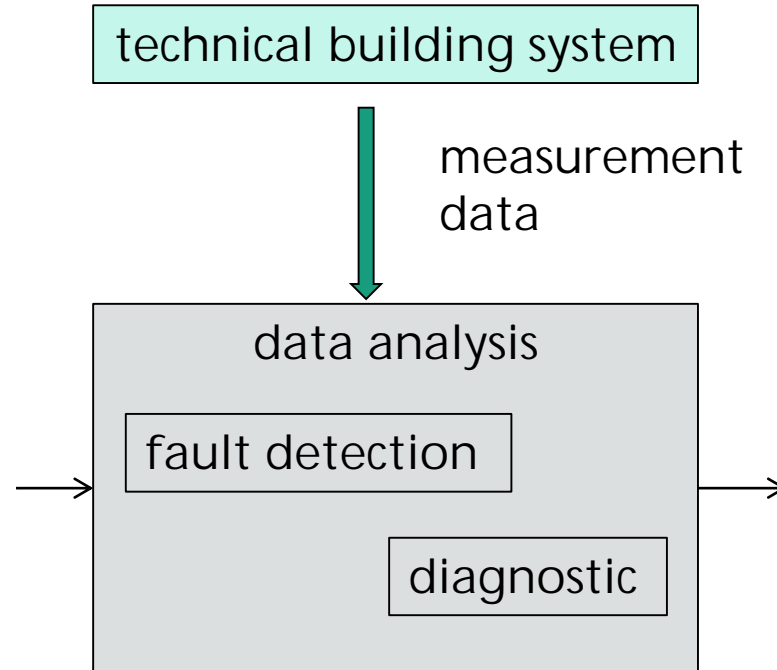 technical building system
measurement
data
data analysis
fault detection
diagnostic